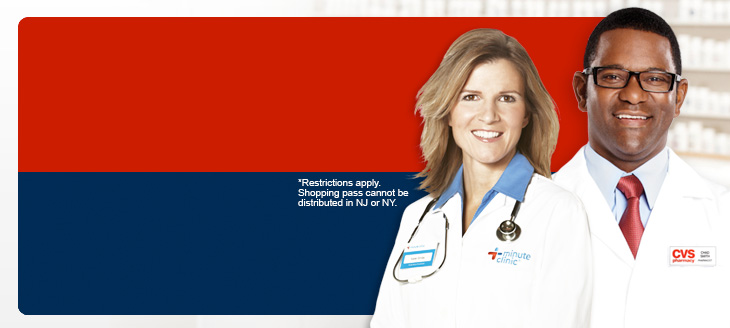 *Restrictions apply.
Shopping pass cannot be
distributed in NJ or NY.
minute
clinic
CVS
pharmacy